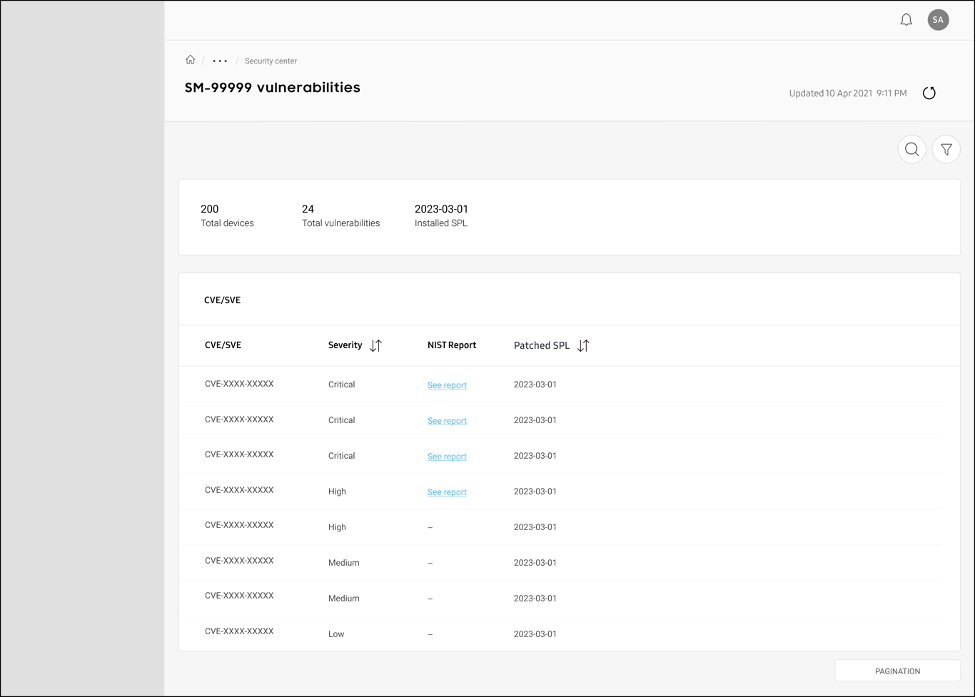 SA
/ ••• / Security center
SM-99999 vulnerabilities
Updated 10 Apr 2021 9:11 PM
200 24 2023-03-01
Total devices Total vulnerabilities Installed SPL
CVE/SVE
CVE/SVE Severity NIST Report Patched SPL
CVE-XXXX-XXXXX Critical See report 2023-03-01
CVE-XXXX-XXXXX Critical See report 2023-03-01
CVE-XXXX-XXXXX Critical See report 2023-03-01
CVE-XXXX-XXXXX High See report 2023-03-01
CVE-XXXX-XXXXX High – 2023-03-01
CVE-XXXX-XXXXX Medium – 2023-03-01
CVE-XXXX-XXXXX Medium – 2023-03-01
CVE-XXXX-XXXXX Low – 2023-03-01
PAGINATION